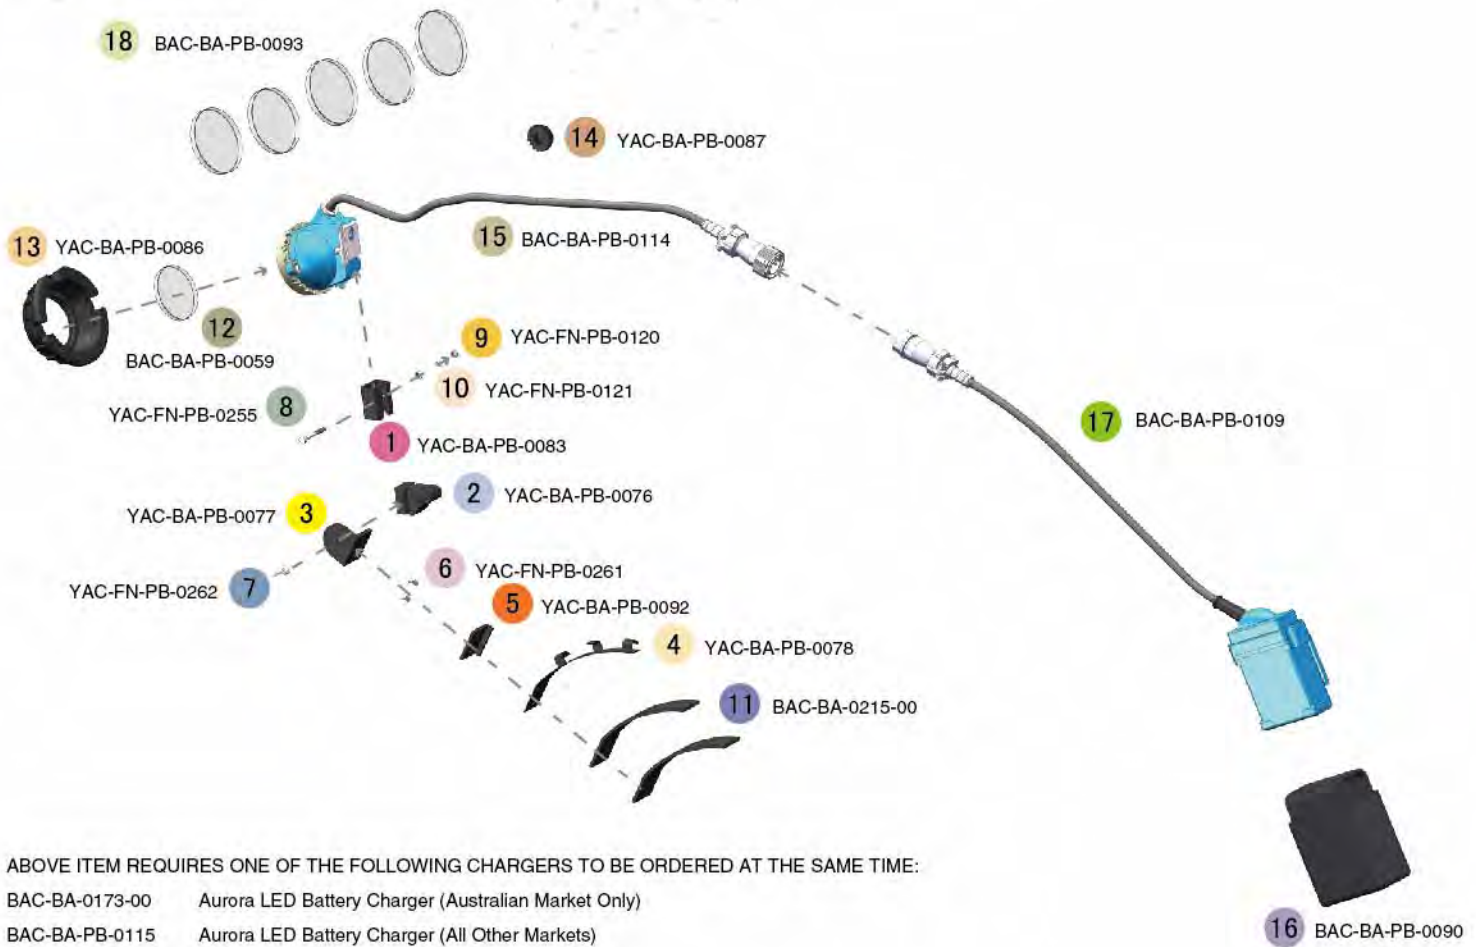 18 BAC-BA-PB-0093
14 YAC-BA-PB-0087
13 YAC-BA-PB-0086
15 BAC-BA-PB-0114
12
BAC-BA-PB-0059
9 YAC-FN-PB-0120
10 YAC-FN-PB-0121
YAC-FN-PB-0255 8
1 YAC-BA-PB-0083
17 BAC-BA-PB-0109
2 YAC-BA-PB-0076
YAC-BA-PB-0077 3
6 YAC-FN-PB-0261
YAC-FN-PB-0262 7
5 YAC-BA-PB-0092
4 YAC-BA-PB-0078
11 BAC-BA-0215-00
ABOVE ITEM REQUIRES ONE OF THE FOLLOWING CHARGERS TO BE ORDERED AT THE SAME TIME:
BAC-BA-0173-00 Aurora LED Battery Charger (Australian Market Only)
BAC-BA-PB-0115 Aurora LED Battery Charger (All Other Markets)
16 BAC-BA-PB-0090